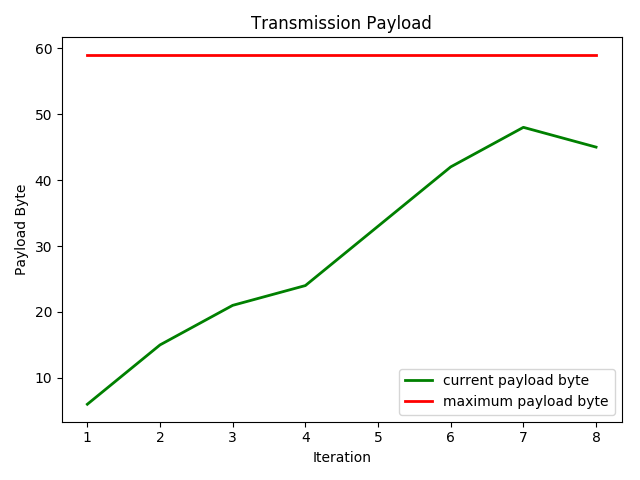 Transmission Payload
60
50
40
30
20
10
Payload Byte
current payload byte
maximum payload byte
1 2 3 4 5 6 7 8
Iteration